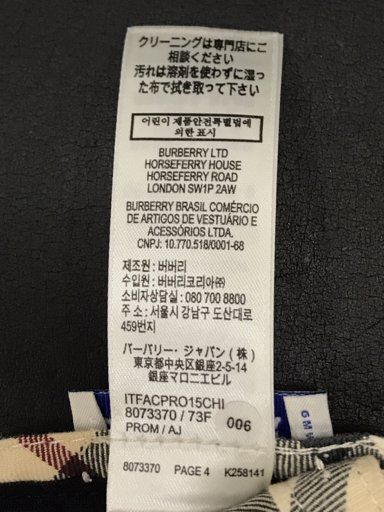 クリーニングは専門店にご
相談ください
汚れは溶剤を使わずに湿っ
た布で拭き取って下さい
어린이 제품안전특별법에
의한 표시
BURBERRY LTD
HORSEFERRY HOUSE
HORSEFERRY ROAD
LONDON SW1P 2AW
BURBERRY BRASIL COMÉRCIO
DE ARTIGOS DE VESTUÁRIO E
ACESSÓRIOS LTDA.
CNPJ: 10.770.518/0001-68
제조원 : 버버리
수입원 : 버버리코리아㈜
소비자상담실 : 080 700 8800
주 소 : 서울시 강남구 도산대로
459번지
バーバリー・ジャパン(株)
東京都中央区銀座2-5-14
銀座マロニエビル
ITFACPRO15CHI
8073370 / 73F
006
PROM / AJ
8073370 PAGE 4 K258141